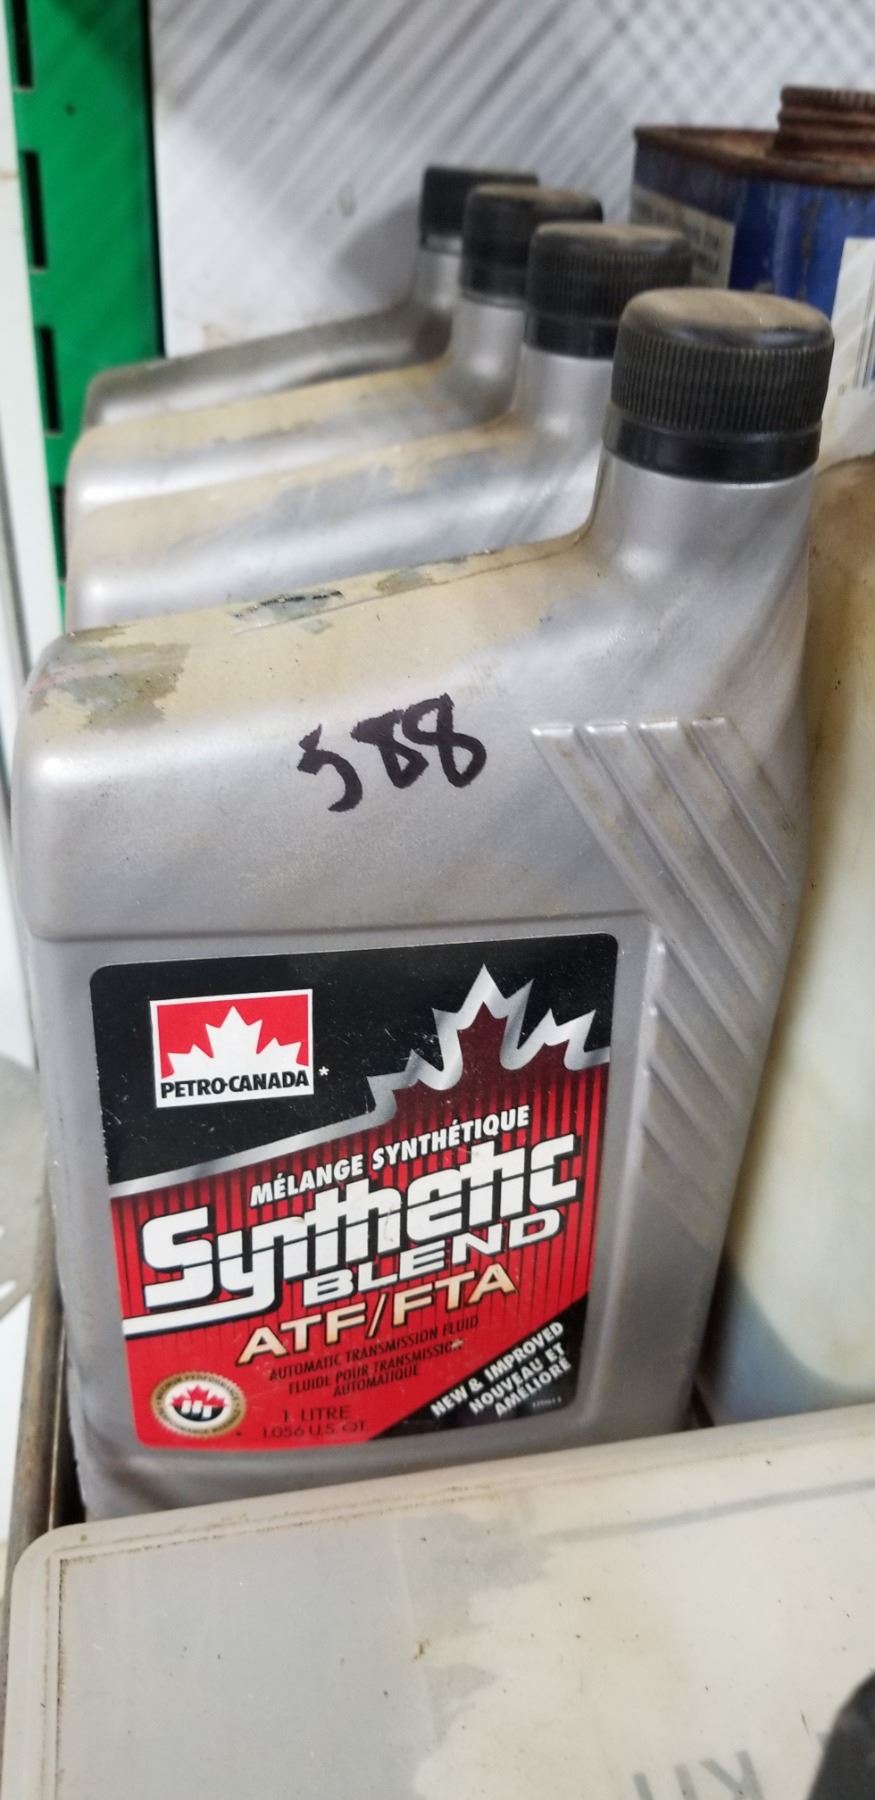 588
PETRO-CANADA*
MÉLANGE SYNTHÉTIQUE
Synthetic
BLEND
ATF/FTA
AUTOMATIC TRANSMISSION FLUID
FLUIDE POUR TRANSMISSION
AUTOMATIQUE
1 LITRE
1.056 U.S. QT.
NEW & IMPROVED
NOUVEAU ET
AMÉLIORÉ